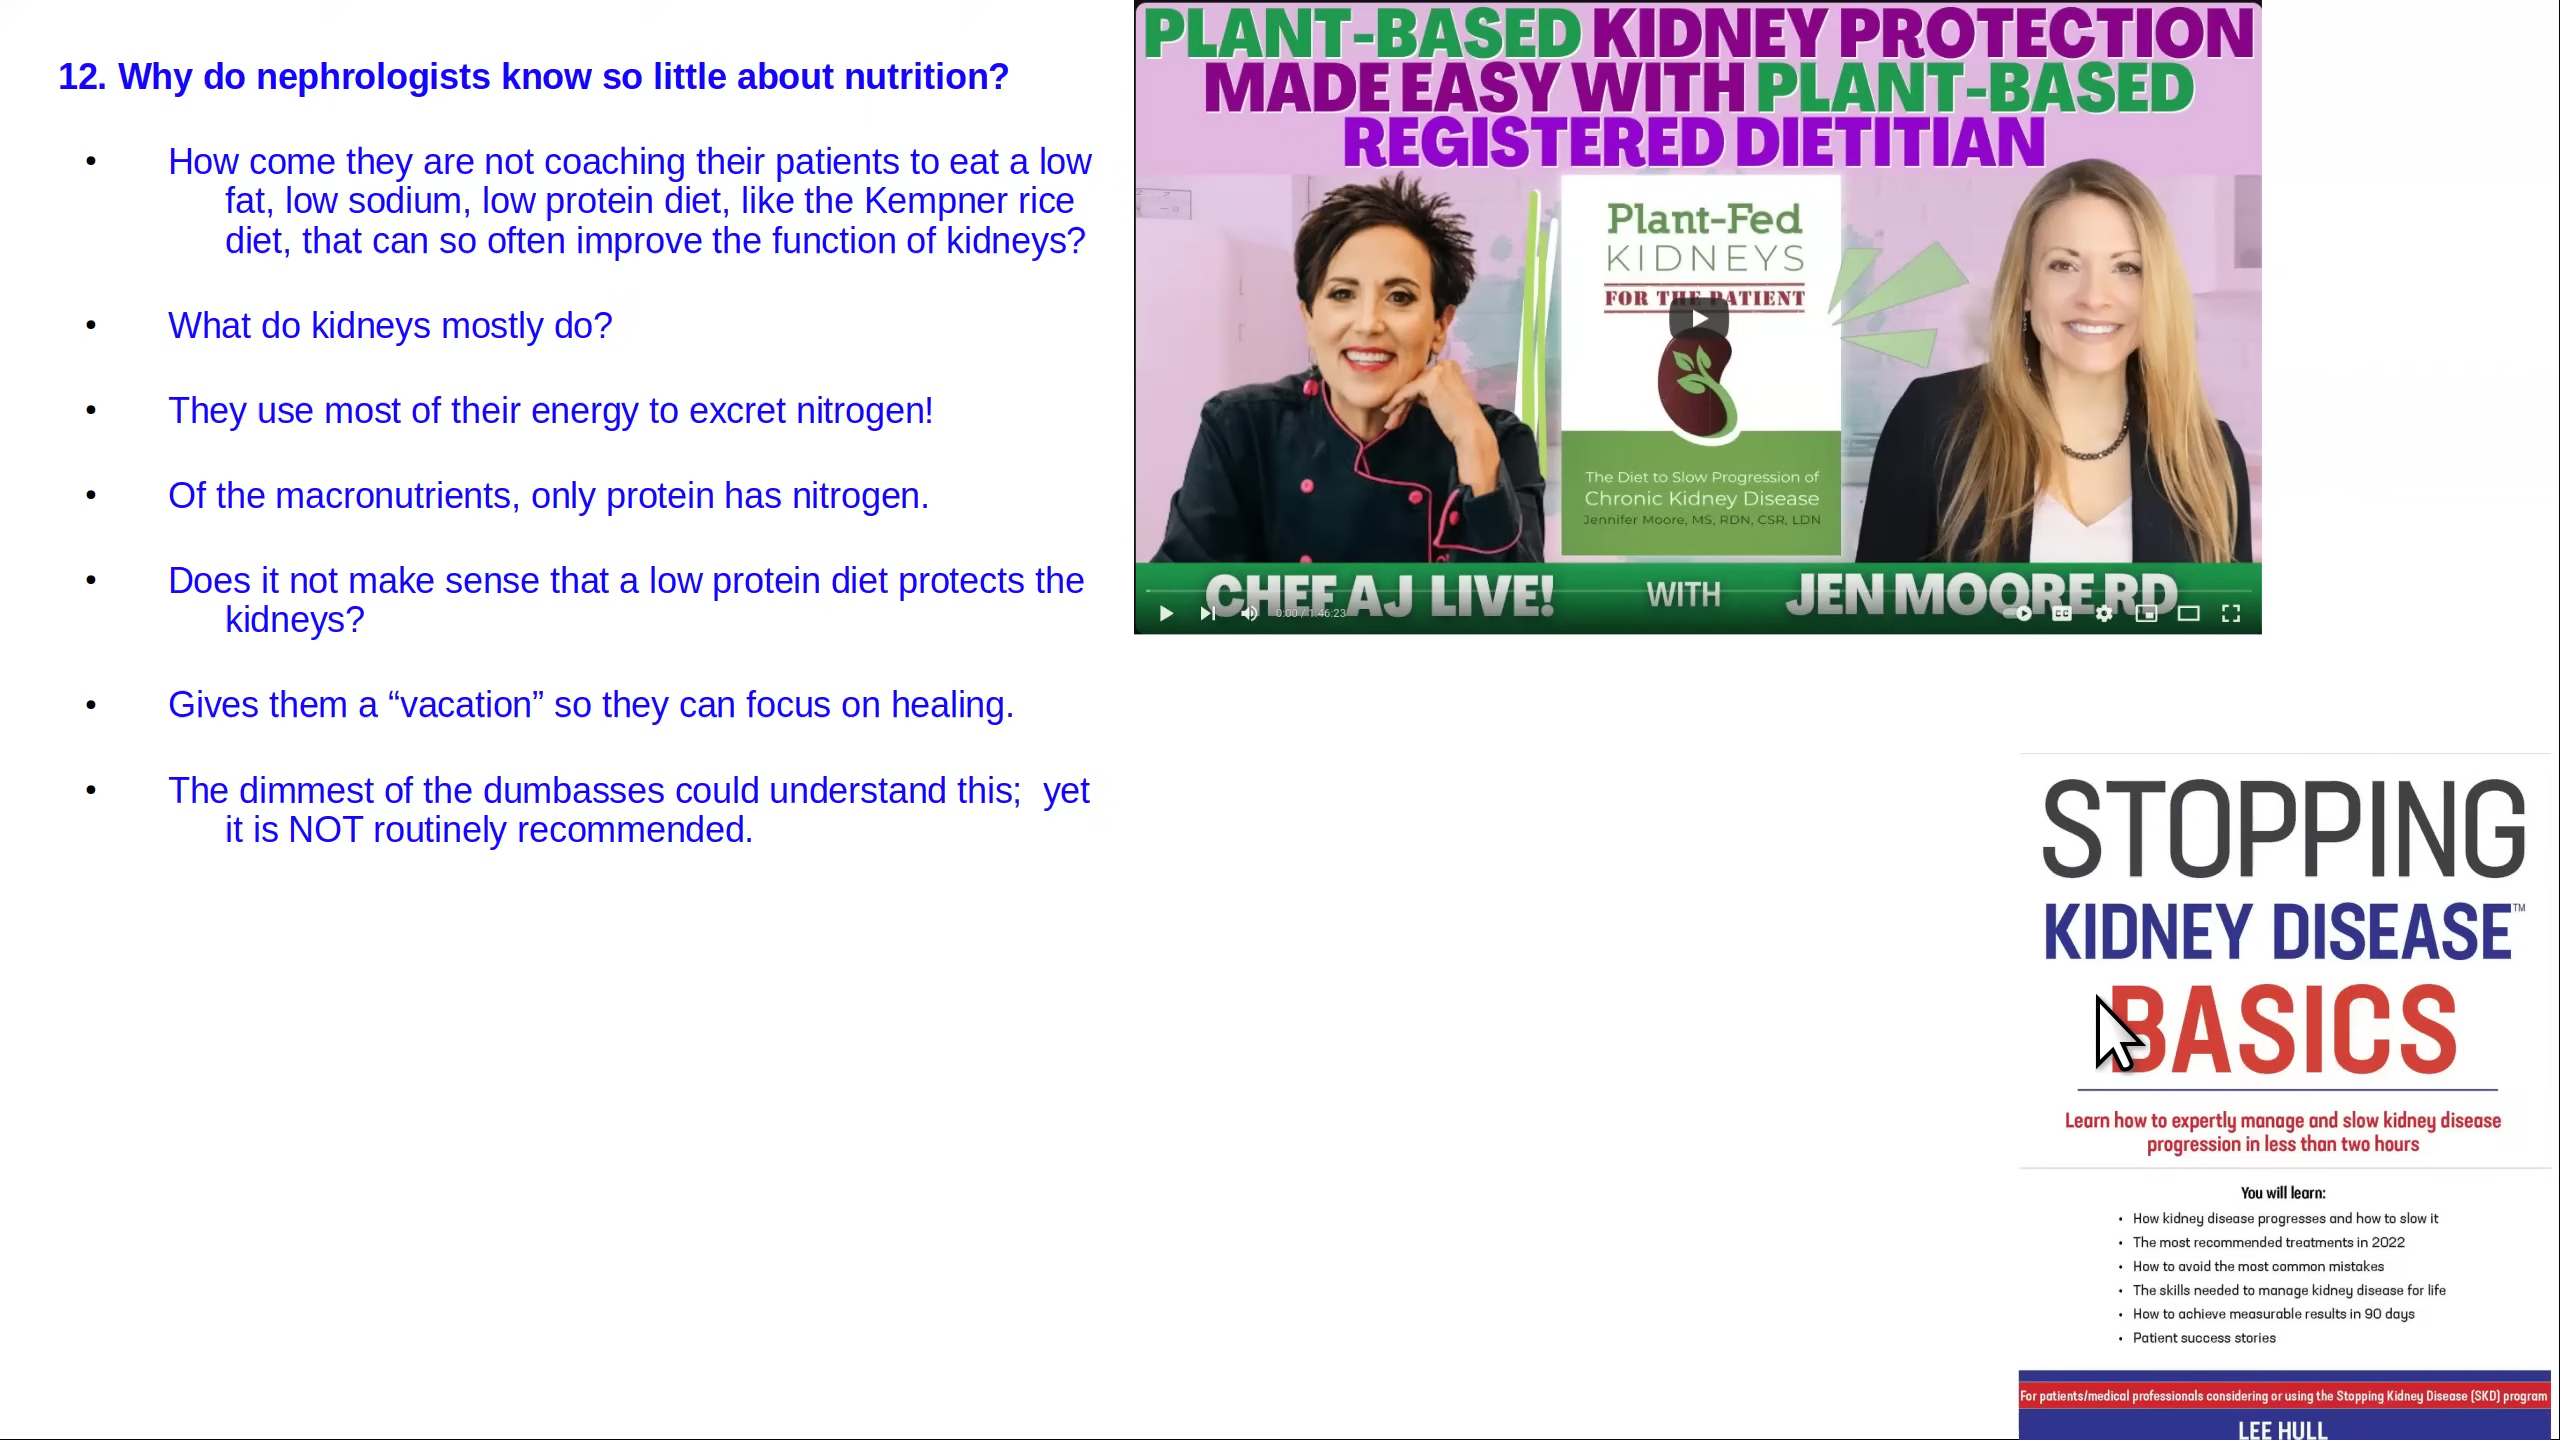 12. Why do nephrologists know so little about nutrition?
• How come they are not coaching their patients to eat a low
fat, low sodium, low protein diet, like the Kempner rice
diet, that can so often improve the function of kidneys?
• What do kidneys mostly do?
• They use most of their energy to excret nitrogen!
• Of the macronutrients, only protein has nitrogen.
• Does it not make sense that a low protein diet protects the
kidneys?
• Gives them a “vacation” so they can focus on healing.
• The dimmest of the dumbasses could understand this;  yet
it is NOT routinely recommended.
PLANT-BASED KIDNEY PROTECTION
MADE EASY WITH PLANT-BASED
REGISTERED DIETITIAN
Plant-Fed
KIDNEYS
FOR THE PATIENT
The Diet to Slow Progression of
Chronic Kidney Disease
Jennifer Moore, MS, RDN, CSR, LDN
CHEF AJ LIVE! WITH JEN MOORE,RD
0:00 / 1:46:23
CC
STOPPING
KIDNEY DISEASE™
BASICS
Learn how to expertly manage and slow kidney disease
progression in less than two hours
You will learn:
• How kidney disease progresses and how to slow it
• The most recommended treatments in 2022
• How to avoid the most common mistakes
• The skills needed to manage kidney disease for life
• How to achieve measurable results in 90 days
• Patient success stories
For patients/medical professionals considering or using the Stopping Kidney Disease (SKD) program
LEE HULL